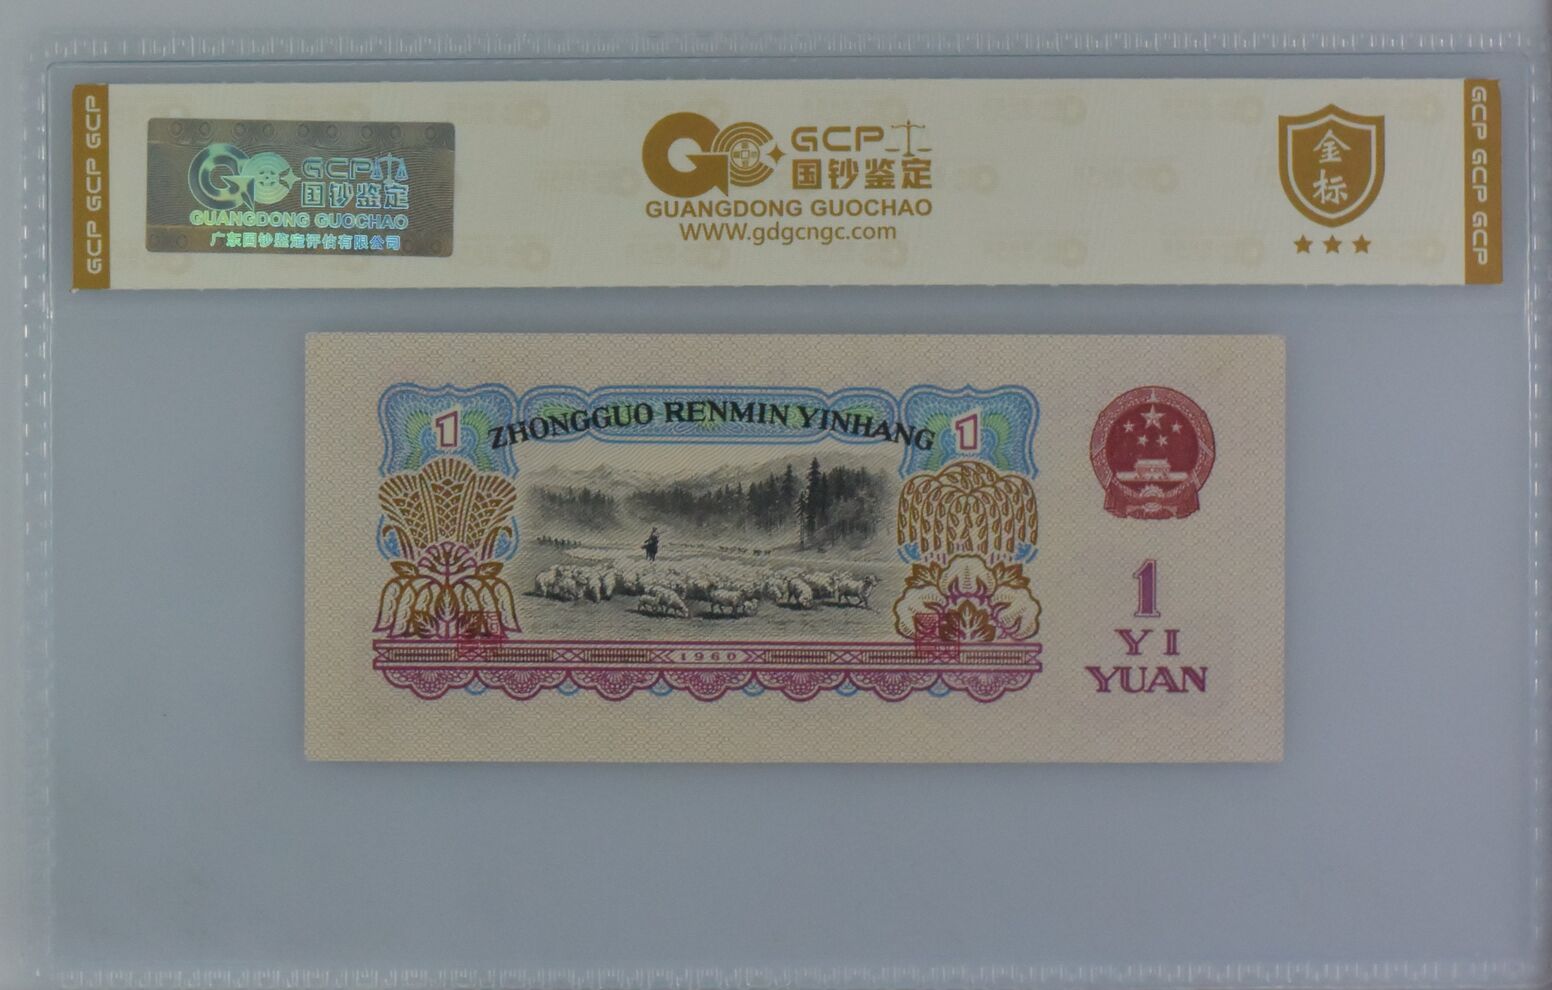 GCP GCP GCP
GCP
国钞鉴定
GUANGDONG GUOCHAO
广东国钞鉴定评估有限公司
GCP
国钞鉴定
GUANGDONG GUOCHAO
WWW.gdgcngc.com
金
标
GCP GCP GCP
1 ZHONGGUO RENMIN YINHANG 1
1960
1
YI
YUAN